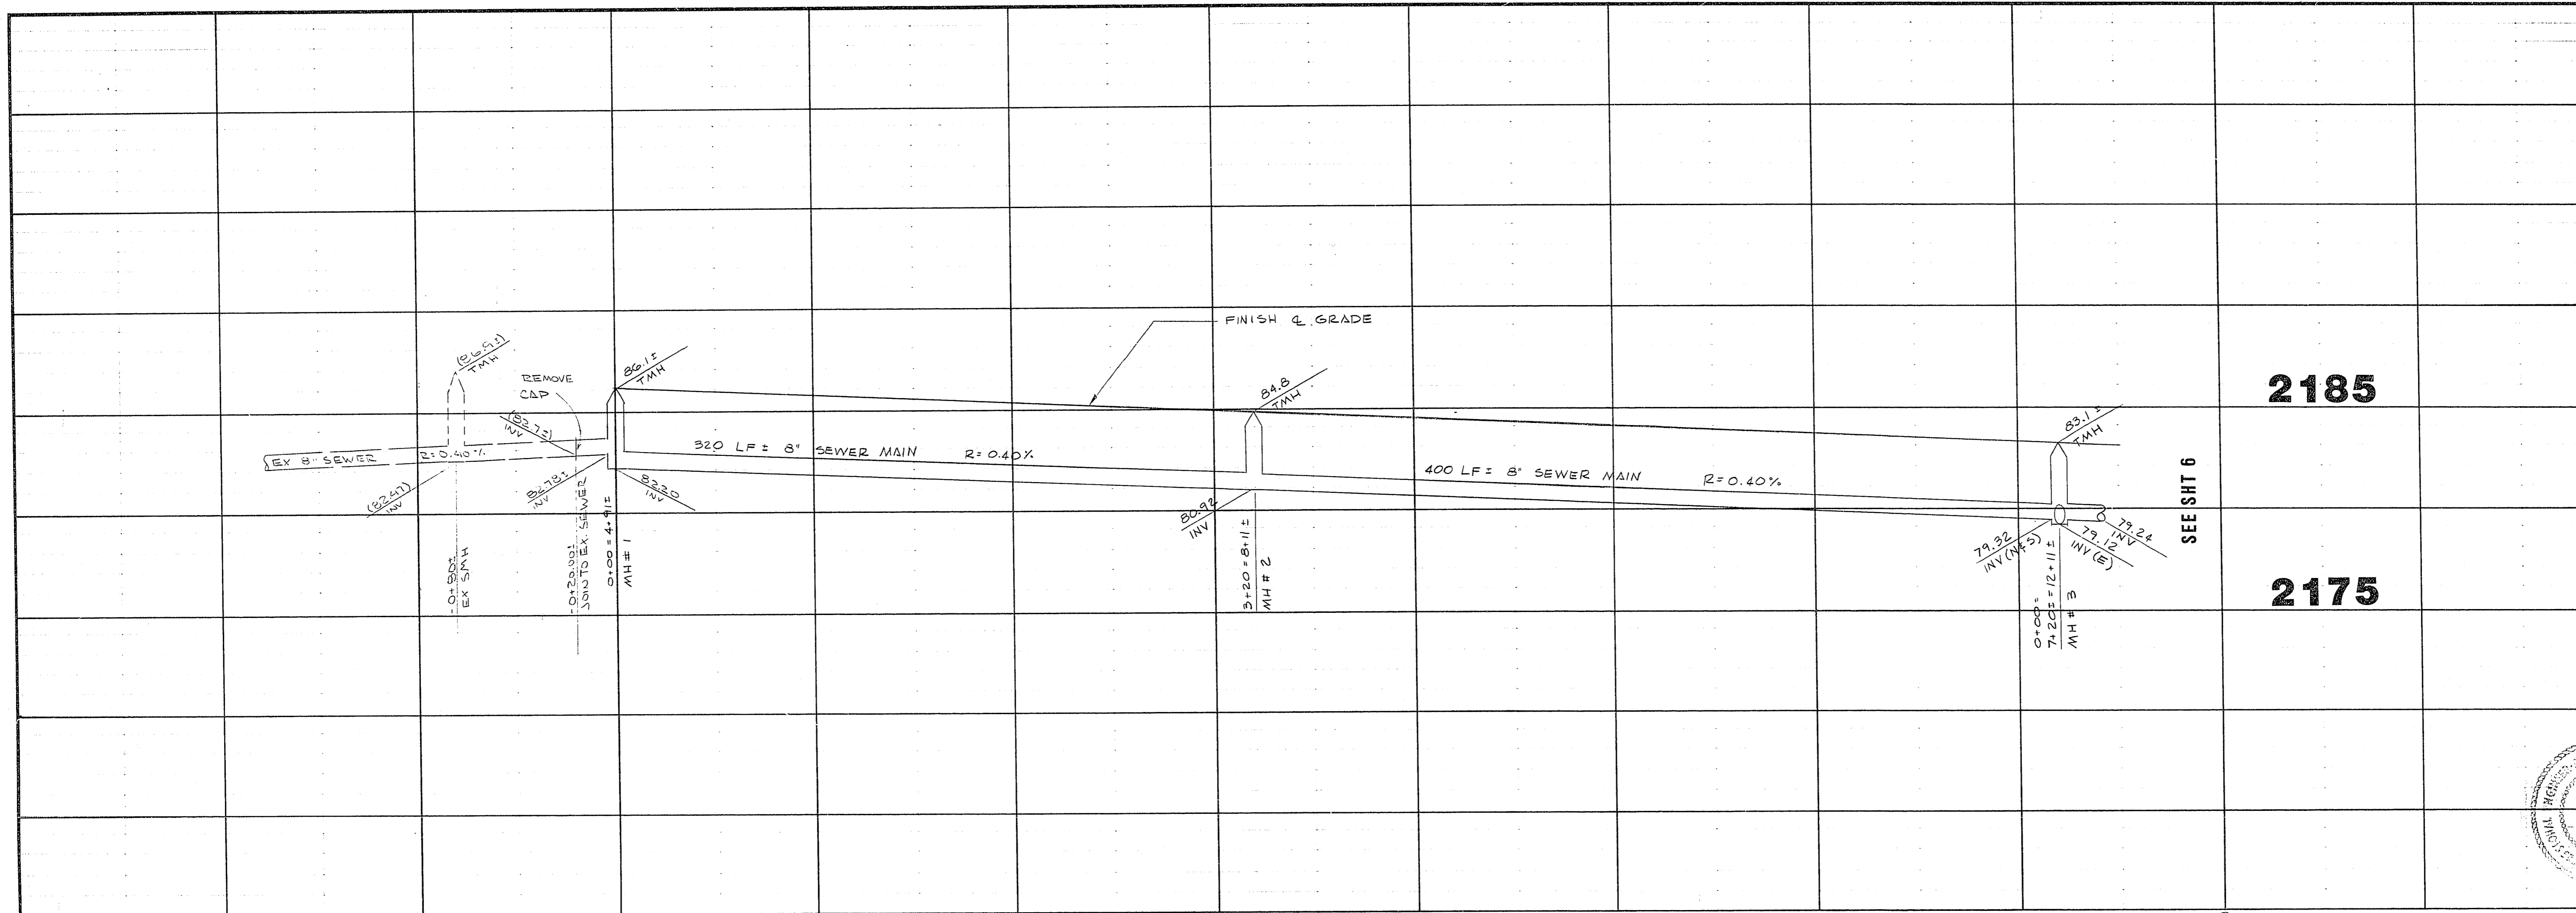 FINISH ℄ GRADE
(86.9±)
TMH
REMOVE
CAP
86.1±
TMH
84.8
TMH
83.1±
TMH
2185
(82.7±)
INV
EX 8" SEWER R=0.40%
320 LF± 8" SEWER MAIN R=0.40%
400 LF± 8" SEWER MAIN R=0.40%
SEE SHT 6
(82.47)
INV
82.78±
INV
82.20
INV
80.92
INV
79.32
INV (N&S)
79.12
INV (E)
79.24
INV
2175
-0+80±
EX SMH
-0+20.00±
JOIN TO EX. SEWER
0+00=4+91±
MH # 1
3+20=8+11±
MH # 2
0+00=
7+20±=12+11±
MH # 3